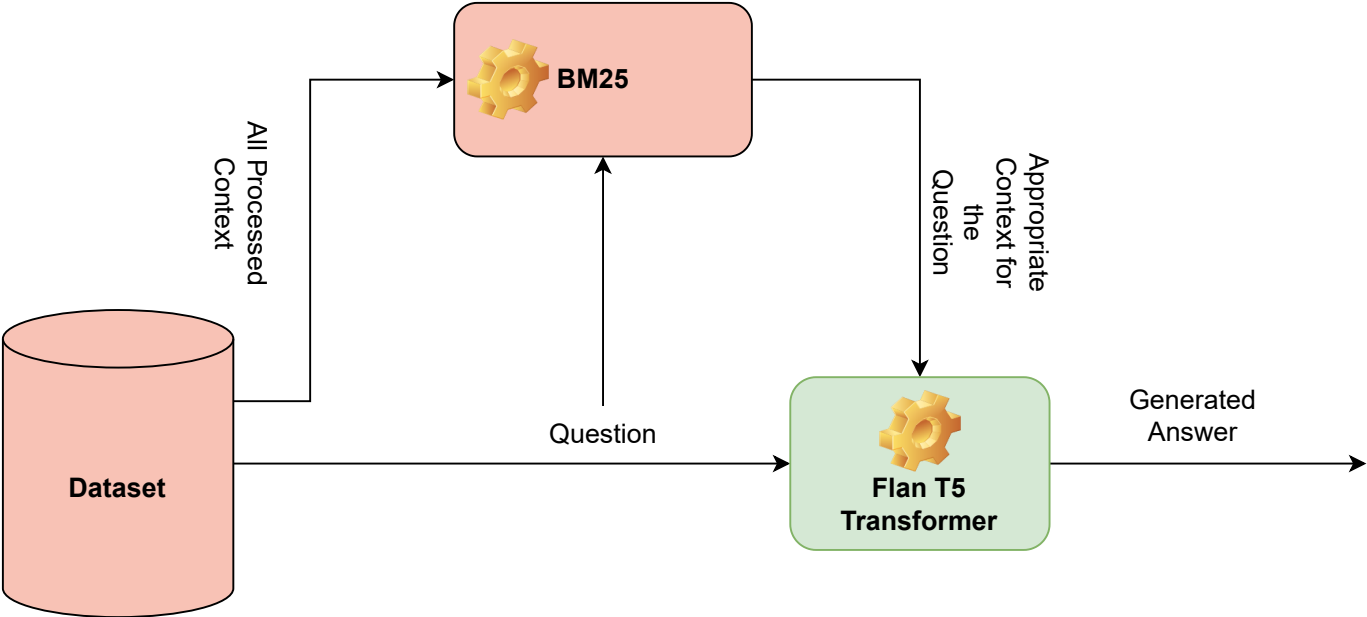 BM25
All Processed
Context
Appropriate
Context for
the
Question
Question
Generated
Answer
Dataset
Flan T5
Transformer